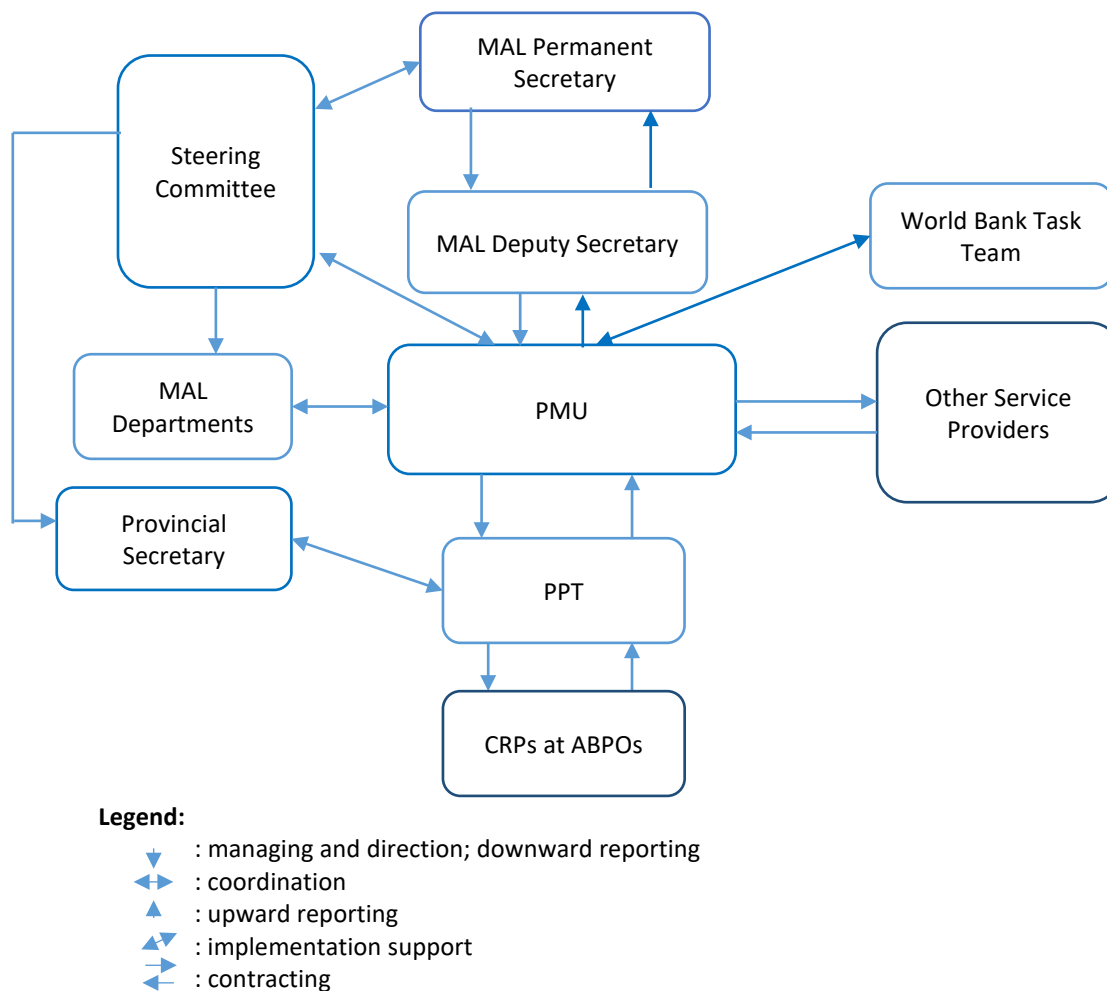 MAL Permanent
Secretary
Steering
Committee
MAL Deputy Secretary
World Bank Task
Team
MAL
Departments
PMU
Other Service
Providers
Provincial
Secretary
PPT
CRPs at ABPOs
Legend:
: managing and direction; downward reporting
: coordination
: upward reporting
: implementation support
: contracting